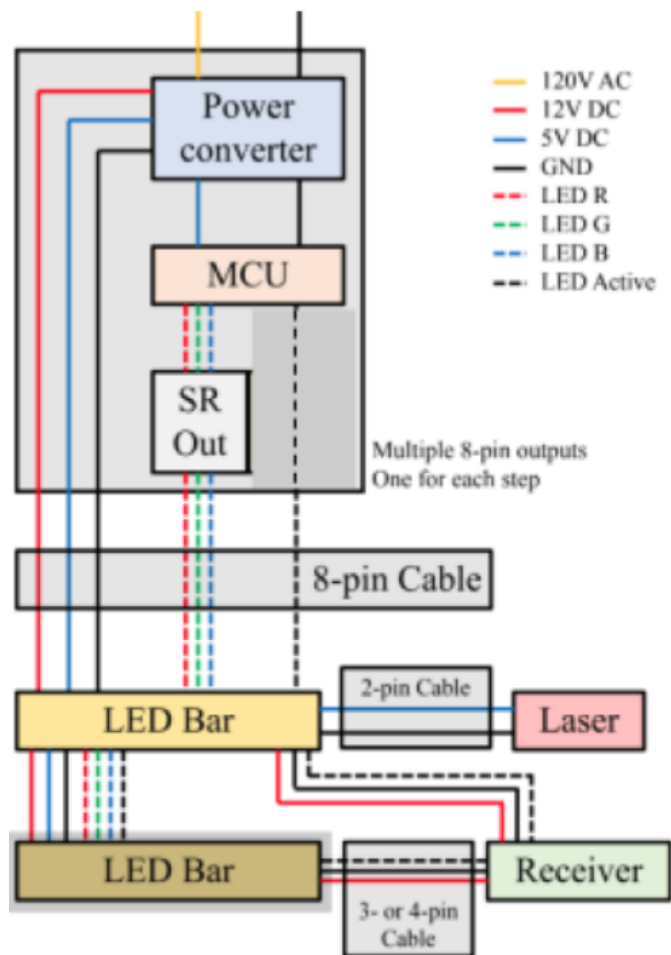 Power
converter
120V AC
12V DC
5V DC
GND
LED R
LED G
LED B
LED Active
MCU
SR
Out
Multiple 8-pin outputs
One for each step
8-pin Cable
2-pin Cable
LED Bar
Laser
LED Bar
Receiver
3- or 4-pin
Cable